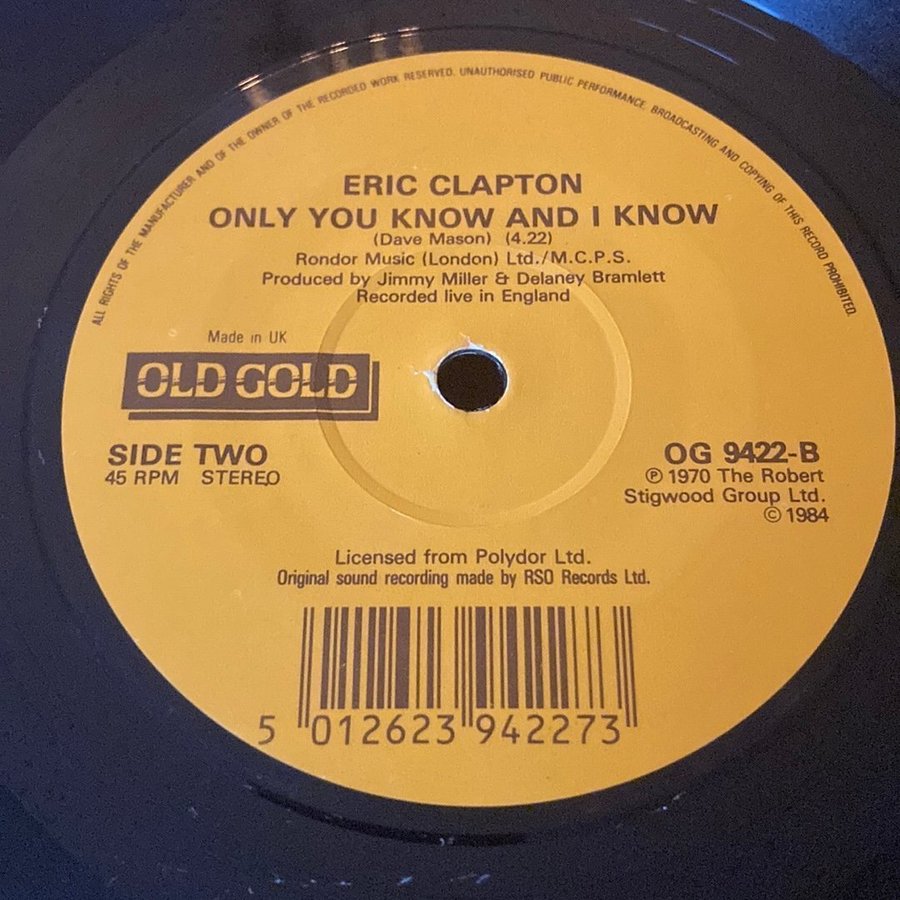 ALL RIGHTS OF THE MANUFACTURER AND OF THE OWNER OF THE RECORDED WORK RESERVED. UNAUTHORISED PUBLIC PERFORMANCE, BROADCASTING AND COPYING OF THIS RECORD PROHIBITED.
ERIC CLAPTON
ONLY YOU KNOW AND I KNOW
(Dave Mason) (4.22)
Rondor Music (London) Ltd./M.C.P.S.
Produced by Jimmy Miller & Delaney Bramlett
Recorded live in England
Made in UK
OLD GOLD
SIDE TWO
45 RPM STEREO
OG 9422-B
℗ 1970 The Robert
Stigwood Group Ltd.
© 1984
Licensed from Polydor Ltd.
Original sound recording made by RSO Records Ltd.
5 012623 942273